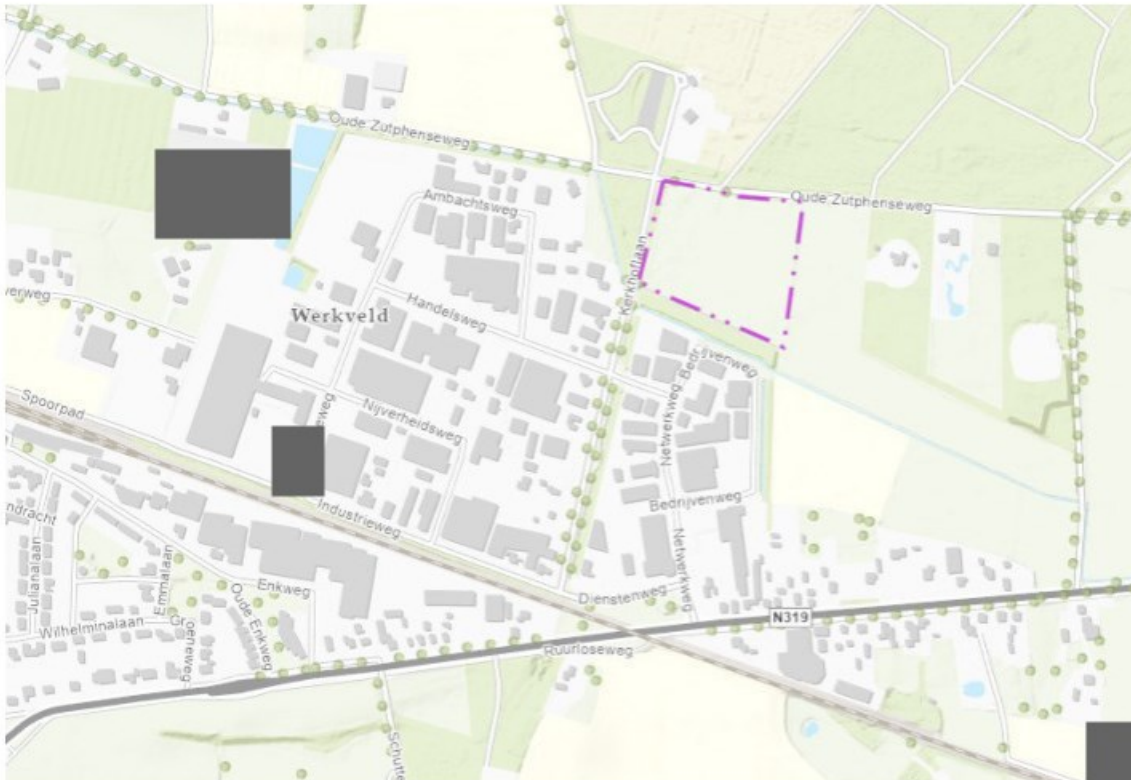 Oude Zutphenseweg
Ambachtsweg
Oude Zutphenseweg
Kerkhoflaan
Werkveld
Handelsweg
Spoorpad
Nijverheidsweg
Netwerkweg
Bedrijvenweg
Industrieweg
Julianalaan
Emmalaan
Enkweg
Oude Enkweg
Dienstenweg
Netwerkweg
N319
Wilhelminalaan
Groeneweg
Ruurloseweg